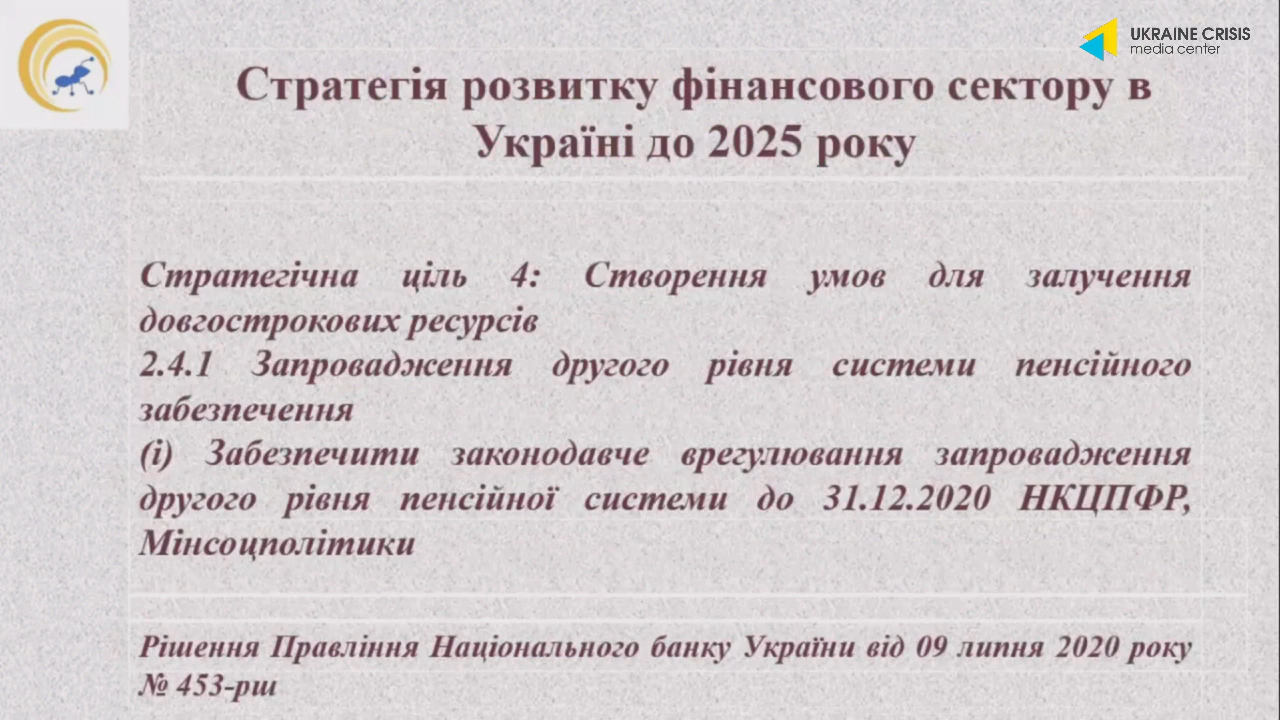 UKRAINE CRISIS
media center
Стратегія розвитку фінансового сектору в
Україні до 2025 року
Стратегічна ціль 4: Створення умов для залучення
довгострокових ресурсів
2.4.1 Запровадження другого рівня системи пенсійного
забезпечення
(і) Забезпечити законодавче врегулювання запровадження
другого рівня пенсійної системи до 31.12.2020 НКЦПФР,
Мінсоцполітики
Рішення Правління Національного банку України від 09 липня 2020 року
№ 453-рш